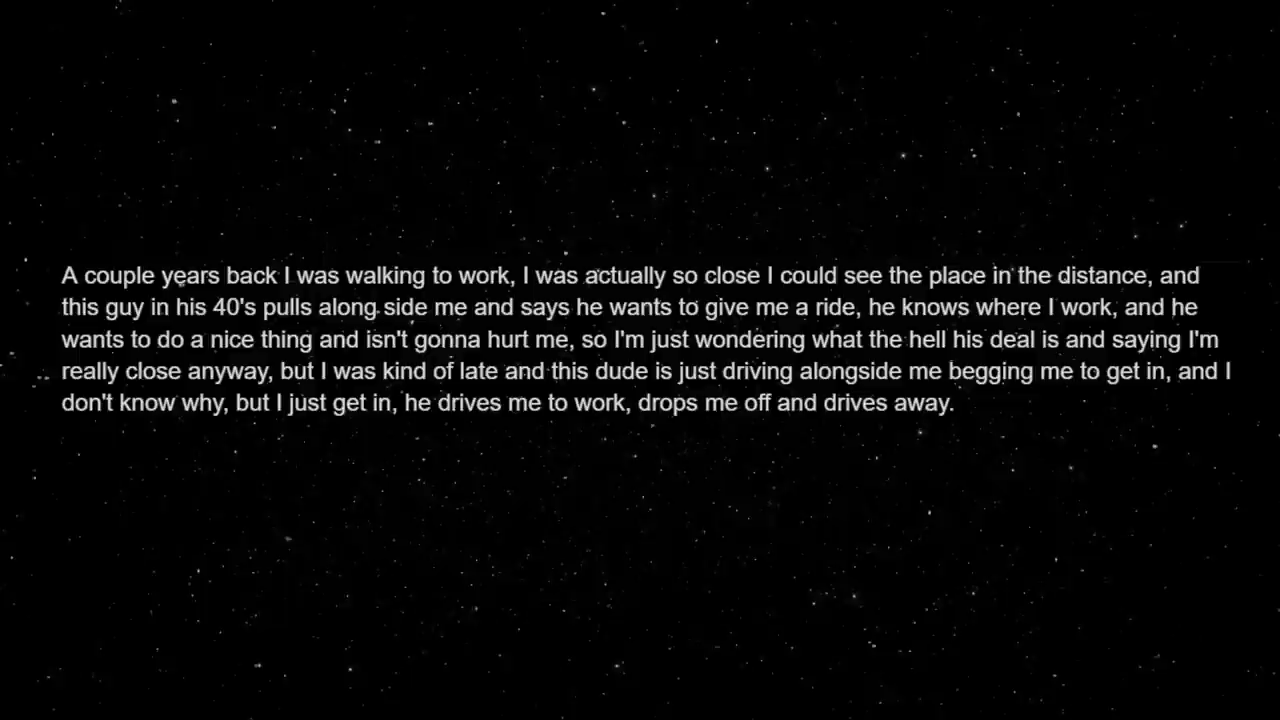 A couple years back I was walking to work, I was actually so close I could see the place in the distance, and
this guy in his 40's pulls along side me and says he wants to give me a ride, he knows where I work, and he
wants to do a nice thing and isn't gonna hurt me, so I'm just wondering what the hell his deal is and saying I'm
really close anyway, but I was kind of late and this dude is just driving alongside me begging me to get in, and I
don't know why, but I just get in, he drives me to work, drops me off and drives away.